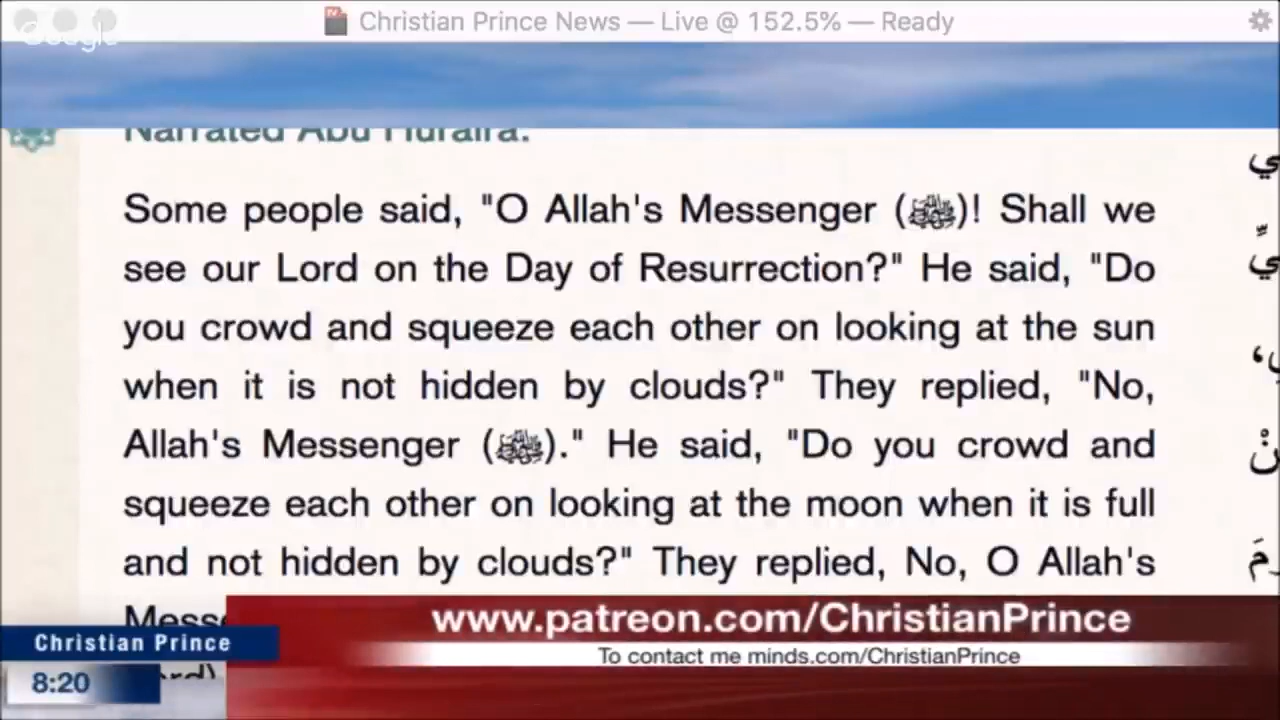 Christian Prince News — Live @ 152.5% — Ready
Google
Narrated Abu Huraira:
Some people said, "O Allah's Messenger (ﷺ)! Shall we
see our Lord on the Day of Resurrection?" He said, "Do
you crowd and squeeze each other on looking at the sun
when it is not hidden by clouds?" They replied, "No,
Allah's Messenger (ﷺ)." He said, "Do you crowd and
squeeze each other on looking at the moon when it is full
and not hidden by clouds?" They replied, No, O Allah's
www.patreon.com/ChristianPrince
To contact me minds.com/ChristianPrince
Christian Prince
8:20